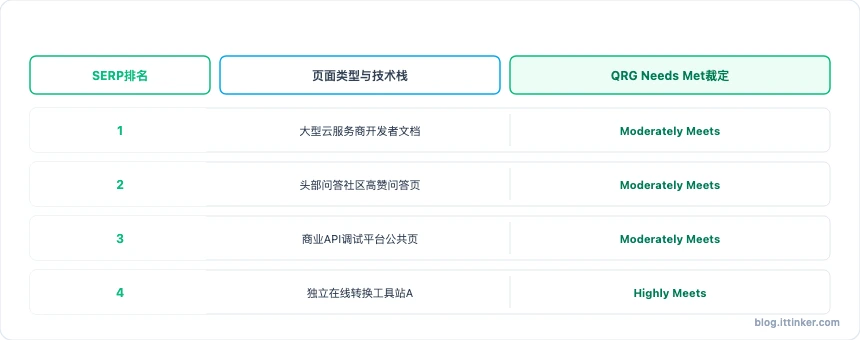 SERP排名 页面类型与技术栈 QRG Needs Met裁定
1 大型云服务商开发者文档 Moderately Meets
2 头部问答社区高赞问答页 Moderately Meets
3 商业API调试平台公共页 Moderately Meets
4 独立在线转换工具站A Highly Meets
blog.ittinker.com